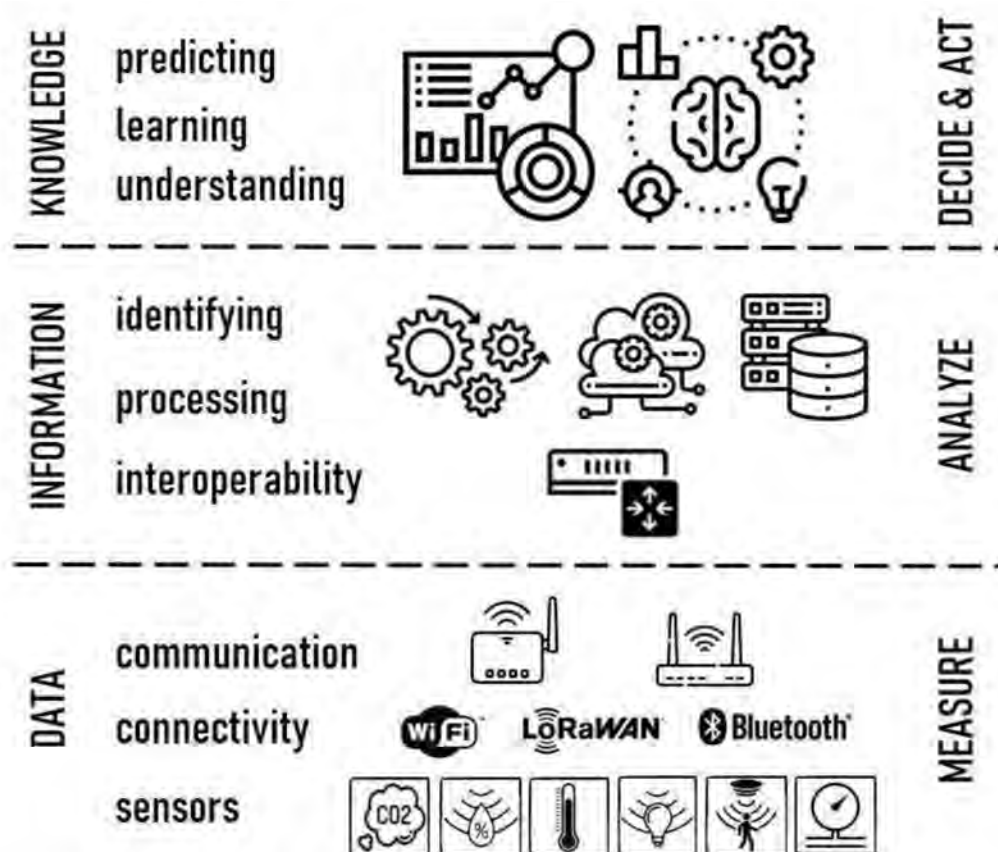 KNOWLEDGE
predicting
learning
understanding
DECIDE & ACT
INFORMATION
identifying
processing
interoperability
ANALYZE
DATA
communication
connectivity
WiFi
LoRaWAN
Bluetooth
sensors
CO2
%
MEASURE